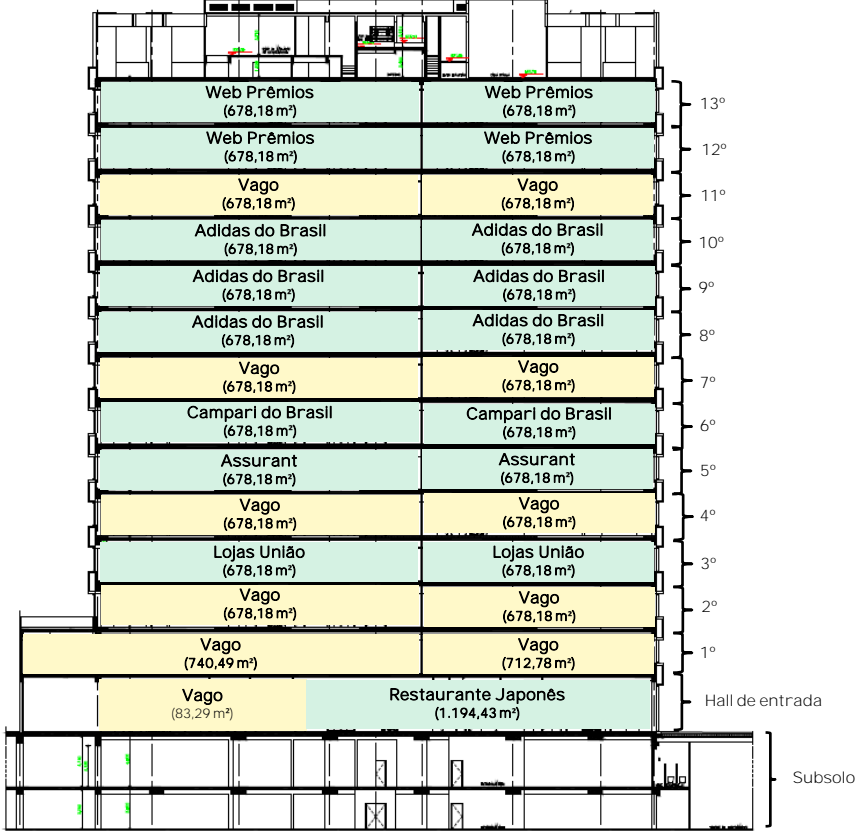 Web Prêmios
(678,18 m²)
Web Prêmios
(678,18 m²)
13º
Web Prêmios
(678,18 m²)
Web Prêmios
(678,18 m²)
12º
Vago
(678,18 m²)
Vago
(678,18 m²)
11º
Adidas do Brasil
(678,18 m²)
Adidas do Brasil
(678,18 m²)
10º
Adidas do Brasil
(678,18 m²)
Adidas do Brasil
(678,18 m²)
9º
Adidas do Brasil
(678,18 m²)
Adidas do Brasil
(678,18 m²)
8º
Vago
(678,18 m²)
Vago
(678,18 m²)
7º
Campari do Brasil
(678,18 m²)
Campari do Brasil
(678,18 m²)
6º
Assurant
(678,18 m²)
Assurant
(678,18 m²)
5º
Vago
(678,18 m²)
Vago
(678,18 m²)
4º
Lojas União
(678,18 m²)
Lojas União
(678,18 m²)
3º
Vago
(678,18 m²)
Vago
(678,18 m²)
2º
Vago
(740,49 m²)
Vago
(712,78 m²)
1º
Vago
(83,29 m²)
Restaurante Japonês
(1.194,43 m²)
Hall de entrada
Subsolo